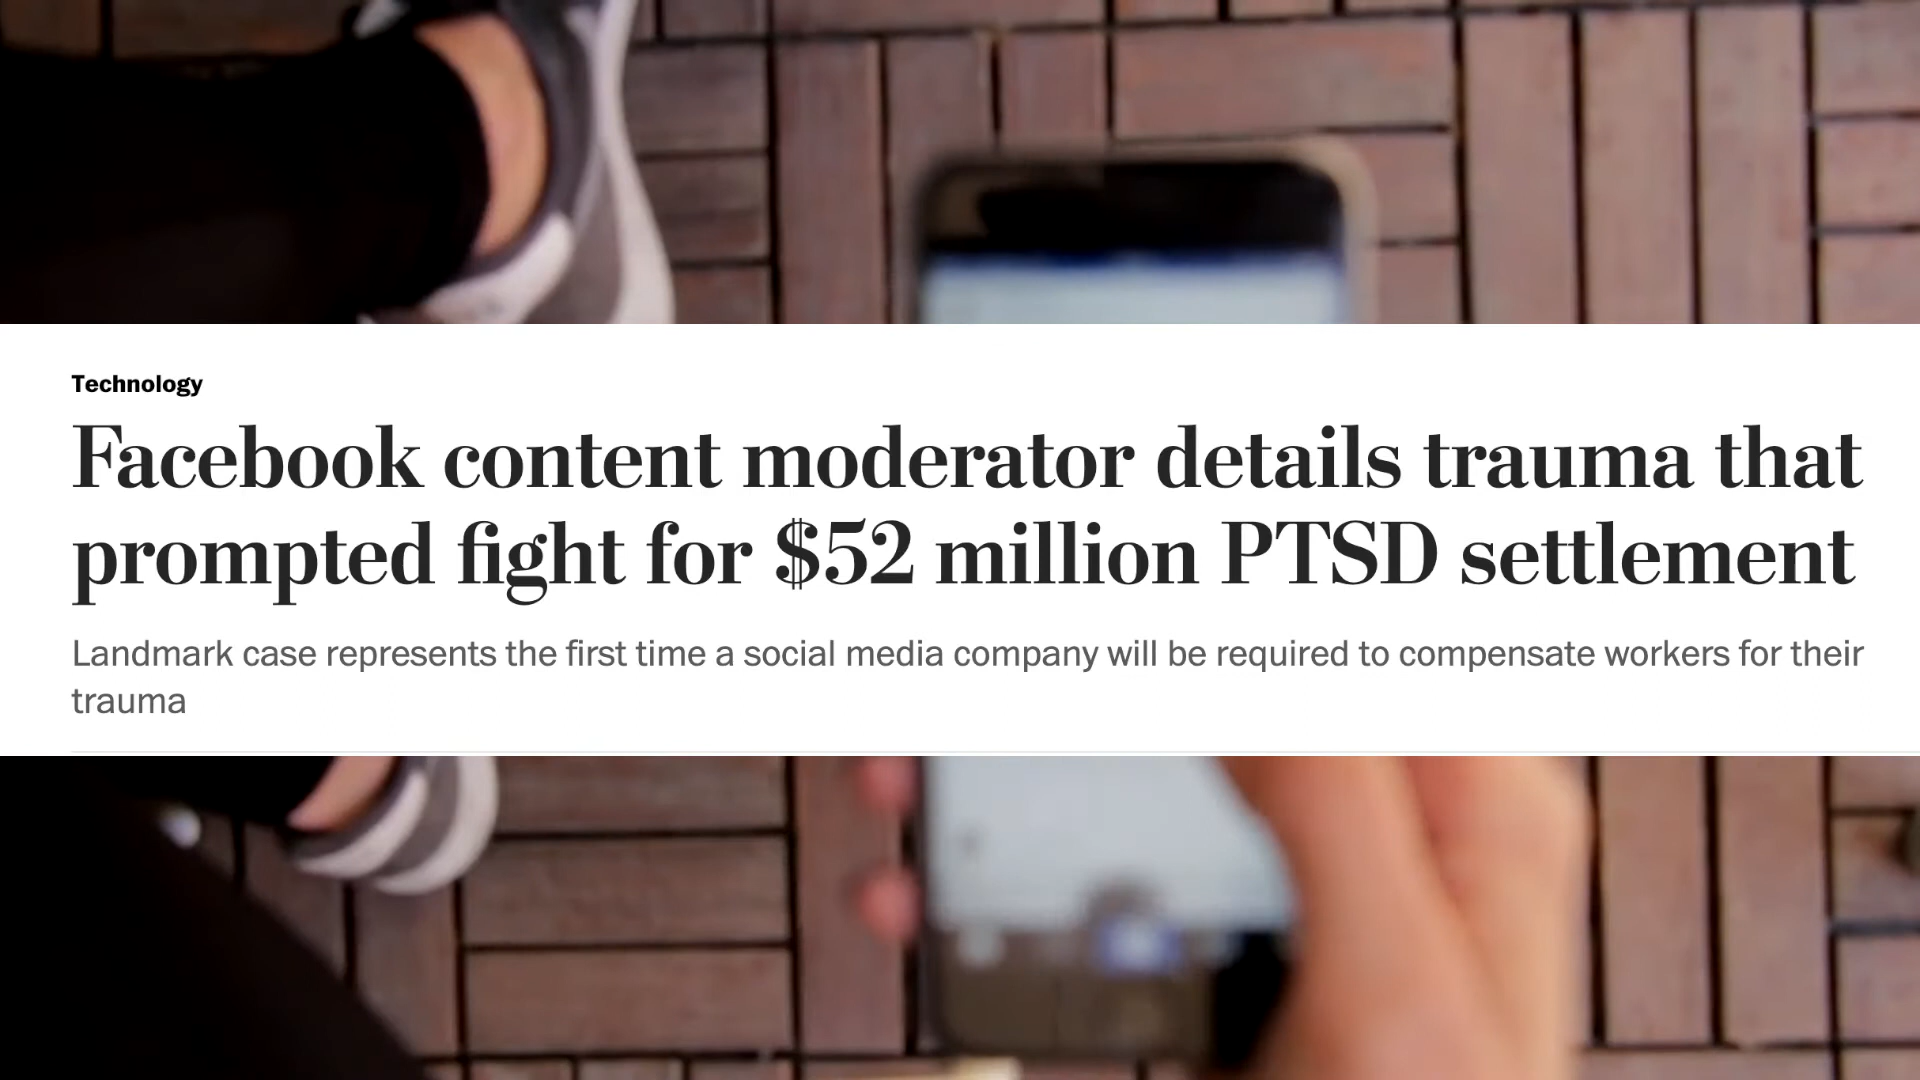 Technology
Facebook content moderator details trauma that
prompted fight for $52 million PTSD settlement
Landmark case represents the first time a social media company will be required to compensate workers for their
trauma